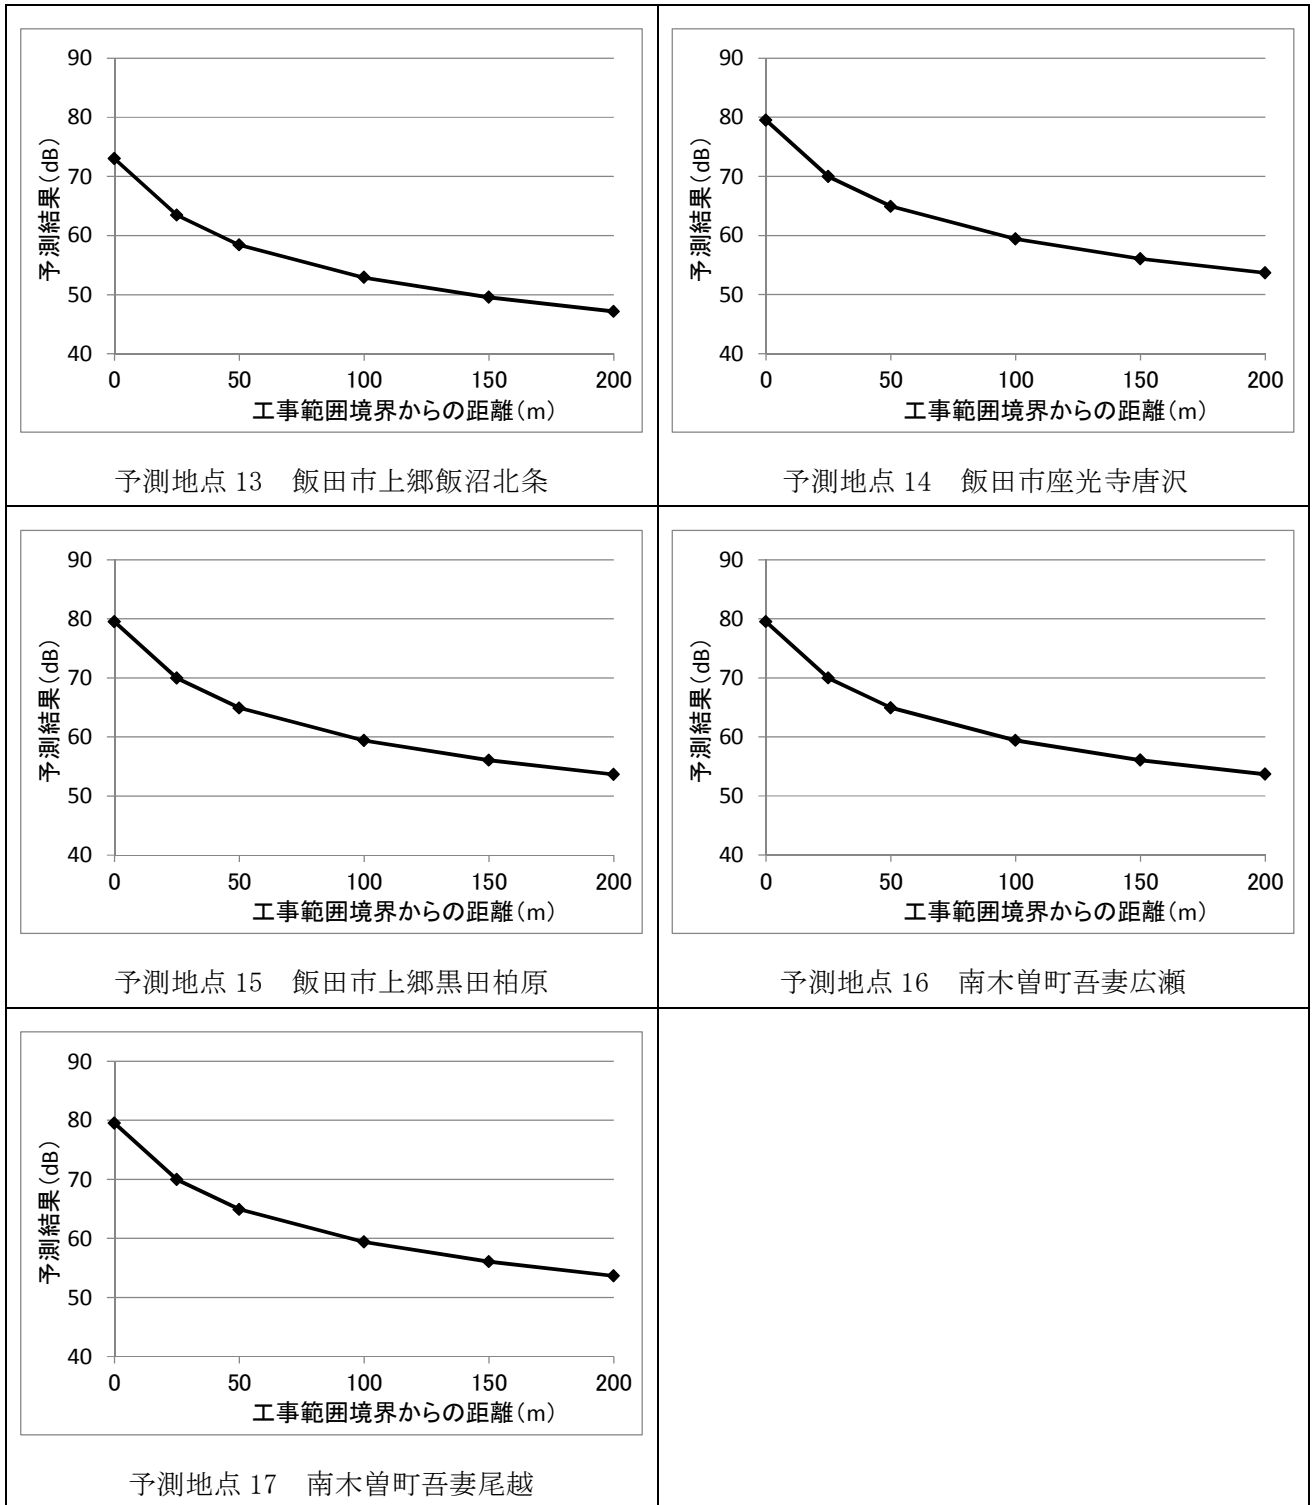 90
80
70
60
50
40
予測結果(dB)
0 50 100 150 200
工事範囲境界からの距離(m)
予測地点 13 飯田市上郷飯沼北条
90
80
70
60
50
40
予測結果(dB)
0 50 100 150 200
工事範囲境界からの距離(m)
予測地点 14 飯田市座光寺唐沢
90
80
70
60
50
40
予測結果(dB)
0 50 100 150 200
工事範囲境界からの距離(m)
予測地点 15 飯田市上郷黒田柏原
90
80
70
60
50
40
予測結果(dB)
0 50 100 150 200
工事範囲境界からの距離(m)
予測地点 16 南木曽町吾妻広瀬
90
80
70
60
50
40
予測結果(dB)
0 50 100 150 200
工事範囲境界からの距離(m)
予測地点 17 南木曽町吾妻尾越